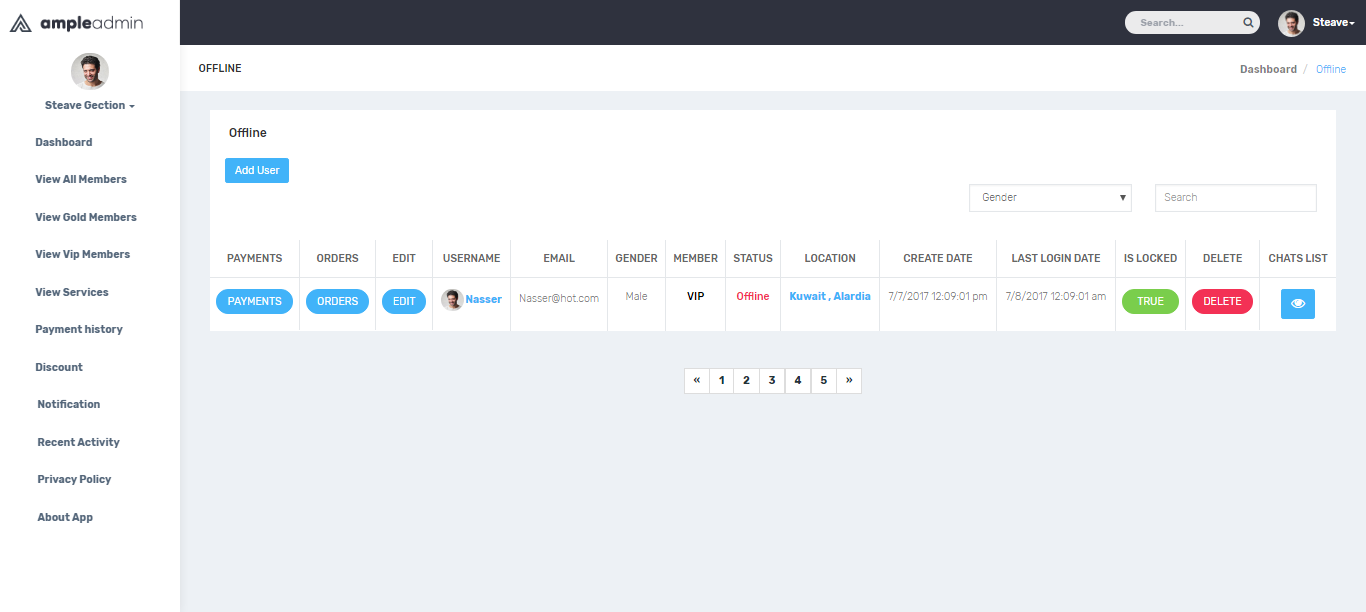 ampleadmin
Search...
Steave
OFFLINE
Dashboard / Offline
Steave Gection
Dashboard
View All Members
View Gold Members
View Vip Members
View Services
Payment history
Discount
Notification
Recent Activity
Privacy Policy
About App
Offline
Add User
Gender
Search
PAYMENTS ORDERS EDIT USERNAME EMAIL GENDER MEMBER STATUS LOCATION CREATE DATE LAST LOGIN DATE IS LOCKED DELETE CHATS LIST
PAYMENTS ORDERS EDIT Nasser Nasser@hot.com Male VIP Offline Kuwait , Alardia 7/7/2017 12:09:01 pm 7/8/2017 12:09:01 am TRUE DELETE
« 1 2 3 4 5 »